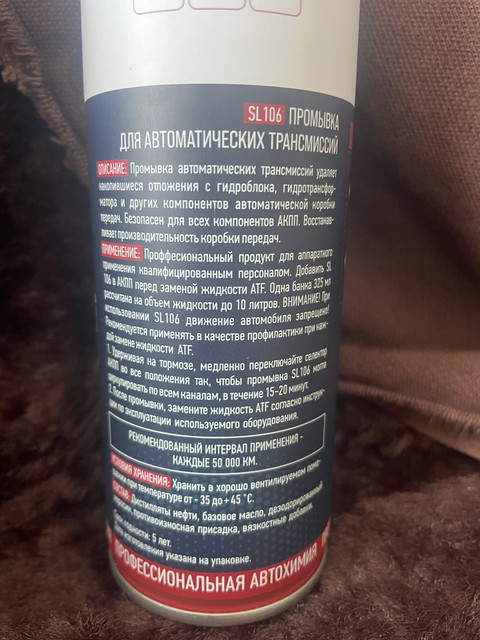 SL106 ПРОМЫВКА
ДЛЯ АВТОМАТИЧЕСКИХ ТРАНСМИССИЙ
ОПИСАНИЕ: Промывка автоматических трансмиссий удаляет
накопившиеся отложения с гидроблока, гидротрансфор-
матора и других компонентов автоматической коробки
передач. Безопасен для всех компонентов АКПП. Восстанав-
ливает производительность коробки передач.
ПРИМЕНЕНИЕ: Проффесиональный продукт для аппаратного
применения квалифицированным персоналом. Добавить SL
106 в АКПП перед заменой жидкости ATF. Одна банка 325 мл
рассчитана на объем жидкости до 10 литров. ВНИМАНИЕ! При
использовании SL106 движение автомобиля запрещено!
Рекомендуется применять в качестве профилактики при каж-
дой замене жидкости ATF.
1. Удерживая на тормозе, медленно переключайте селектор
АКПП во все положения так, чтобы промывка SL106 могла
циркулировать по всем каналам, в течение 15-20 минут.
2. После промывки, замените жидкость ATF согласно инструк-
ции по эксплуатации используемого оборудования.
РЕКОМЕНДОВАННЫЙ ИНТЕРВАЛ ПРИМЕНЕНИЯ -
КАЖДЫЕ 50 000 КМ.
УСЛОВИЯ ХРАНЕНИЯ: Хранить в хорошо вентилируемом поме-
щении при температуре от - 35 до + 45 °С.
СОСТАВ: Дистилляты нефти, базовое масло, дезодорированный
керосин, противоизносная присадка, вязкостные добавки.
Срок годности: 5 лет.
Дата изготовления указана на упаковке.
ПРОФЕССИОНАЛЬНАЯ АВТОХИМИЯ